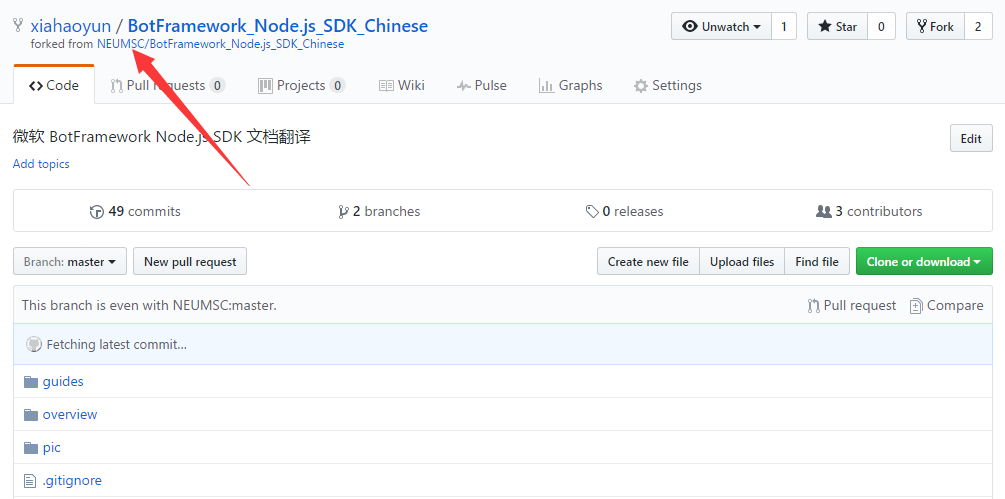 xiahaoyun / BotFramework_Node.js_SDK_Chinese
Unwatch 1 Star 0 Fork 2
forked from NEUMSC/BotFramework_Node.js_SDK_Chinese
Code Pull requests 0 Projects 0 Wiki Pulse Graphs Settings
微软 BotFramework Node.js SDK 文档翻译
Edit
Add topics
49 commits 2 branches 0 releases 3 contributors
Branch: master New pull request Create new file Upload files Find file Clone or download
This branch is even with NEUMSC:master. Pull request Compare
Fetching latest commit...
guides
overview
pic
.gitignore